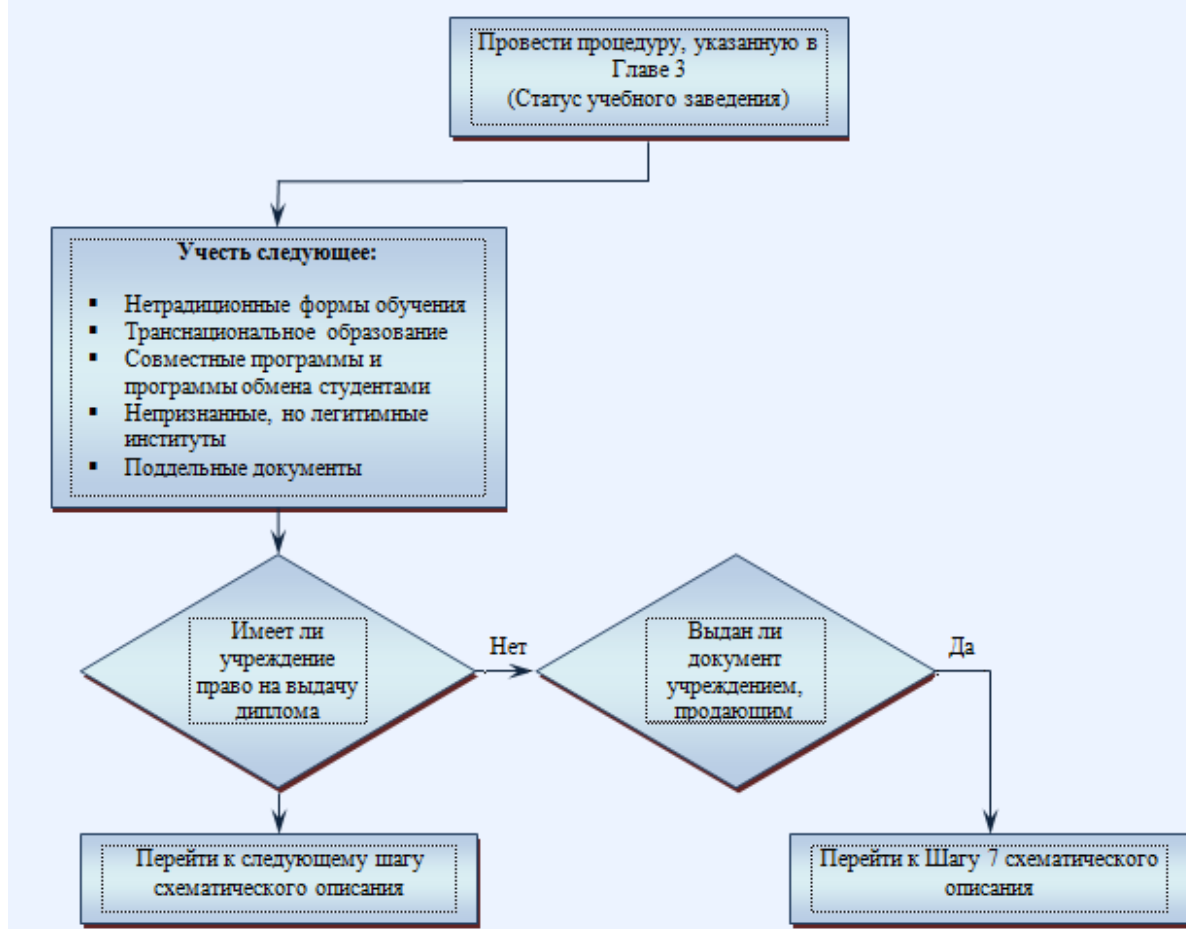 Провести процедуру, указанную в
Главе 3
(Статус учебного заведения)
Учесть следующее:
▪ Нетрадиционные формы обучения
▪ Транснациональное образование
▪ Совместные программы и
программы обмена студентами
▪ Непризнанные, но легитимные
институты
▪ Поддельные документы
Имеет ли
учреждение
право на выдачу
диплома
Нет
Выдан ли
документ
учреждением,
продающим
Да
Перейти к следующему шагу
схематического описания
Перейти к Шагу 7 схематического
описания